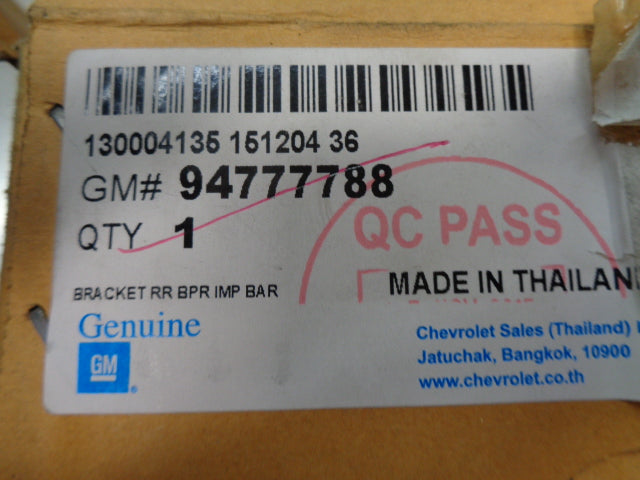 130004135 151204 36
GM# 94777788
QTY 1
QC PASS
BRACKET RR BPR IMP BAR
MADE IN THAILAN
Genuine
GM
Chevrolet Sales (Thailand)
Jatuchak, Bangkok, 10900
www.chevrolet.co.th